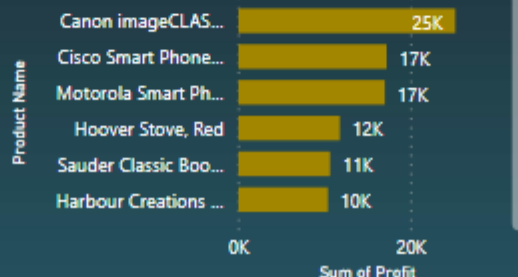 Canon imageCLAS... 25K
Cisco Smart Phone... 17K
Motorola Smart Ph... 17K
Hoover Stove, Red 12K
Sauder Classic Boo... 11K
Harbour Creations ... 10K
Product Name
0K 20K
Sum of Profit